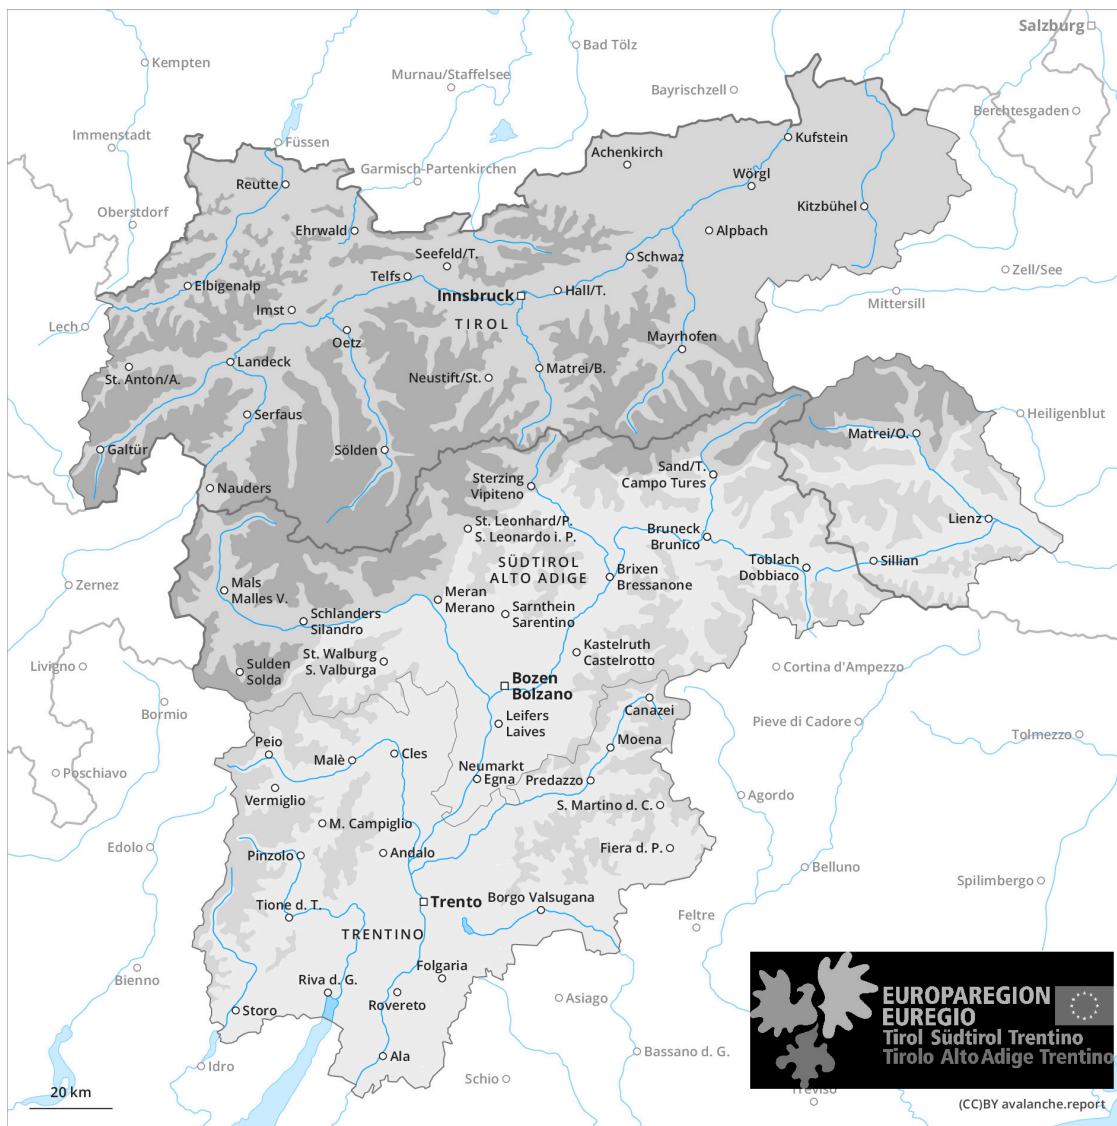 Salzburg
Bad Tölz
Kempten
Murnau/Staffelsee
Bayrischzell
Berchtesgaden
Immenstadt
Füssen
Kufstein
Achenkirch
Garmisch-Partenkirchen
Wörgl
Reutte
Kitzbühel
Oberstdorf
Ehrwald
Alpbach
Seefeld/T.
Schwaz
Telfs
Zell/See
Elbigenalp
Innsbruck
Hall/T.
Mittersill
Imst
TIROL
Lech
Oetz
Mayrhofen
Landeck
Matrei/B.
St. Anton/A.
Neustift/St.
Serfaus
Heiligenblut
Matrei/O.
Galtür
Sölden
Sand/T.
Campo Tures
Sterzing
Vipiteno
Nauders
Lienz
St. Leonhard/P.
S. Leonardo i. P.
Bruneck
Brunico
SÜDTIROL
ALTO ADIGE
Toblach
Dobbiaco
Sillian
Brixen
Bressanone
Zernez
Mals
Malles V.
Meran
Merano
Sarnthein
Sarentino
Schlanders
Silandro
Kastelruth
Castelrotto
St. Walburg
S. Valburga
Livigno
Sulden
Solda
Cortina d'Ampezzo
Bozen
Bolzano
Bormio
Canazei
Leifers
Laives
Pieve di Cadore
Tolmezzo
Peio
Moena
Malè
Cles
Neumarkt
Egna
Poschiavo
Predazzo
Vermiglio
Agordo
S. Martino d. C.
M. Campiglio
Edolo
Pinzolo
Andalo
Fiera d. P.
Belluno
Spilimbergo
Borgo Valsugana
Trento
Tione d. T.
Feltre
TRENTINO
Folgaria
Bienno
Riva d. G.
Rovereto
Asiago
Storo
EUROPAREGION
EUREGIO
Tirol Südtirol Trentino
Tirolo Alto Adige Trentino
Ala
Bassano d. G.
Idro
Schio
20 km
Treviso
(CC)BY avalanche.report